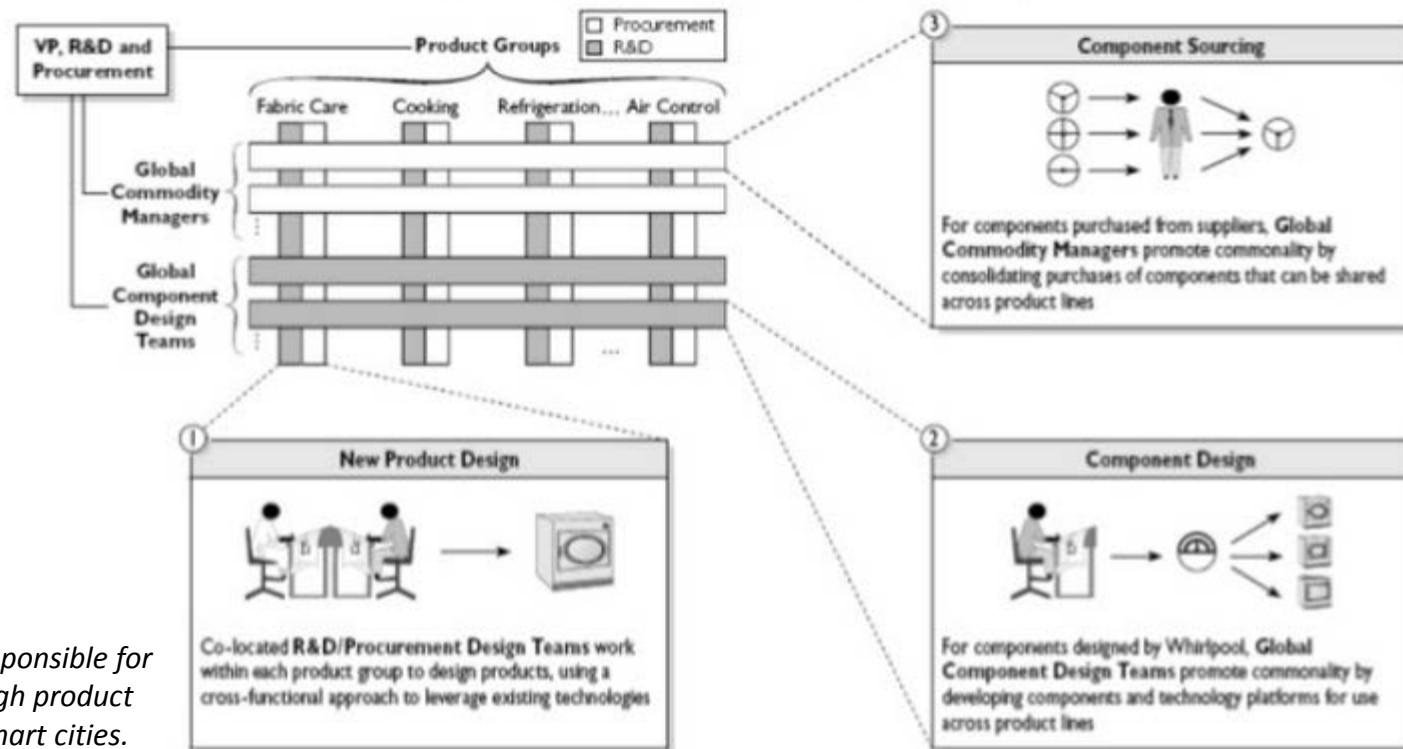 VP, R&D and
Procurement
Product Groups
Procurement
R&D
Fabric Care
Cooking
Refrigeration...
Air Control
Global
Commodity
Managers
Global
Component
Design
Teams
...
3
Component Sourcing
For components purchased from suppliers, Global
Commodity Managers promote commonality by
consolidating purchases of components that can be shared
across product lines
1
New Product Design
Co-located R&D/Procurement Design Teams work
within each product group to design products, using a
cross-functional approach to leverage existing technologies
2
Component Design
For components designed by Whirlpool, Global
Component Design Teams promote commonality by
developing components and technology platforms for use
across product lines
ponsible for
gh product
mart cities.